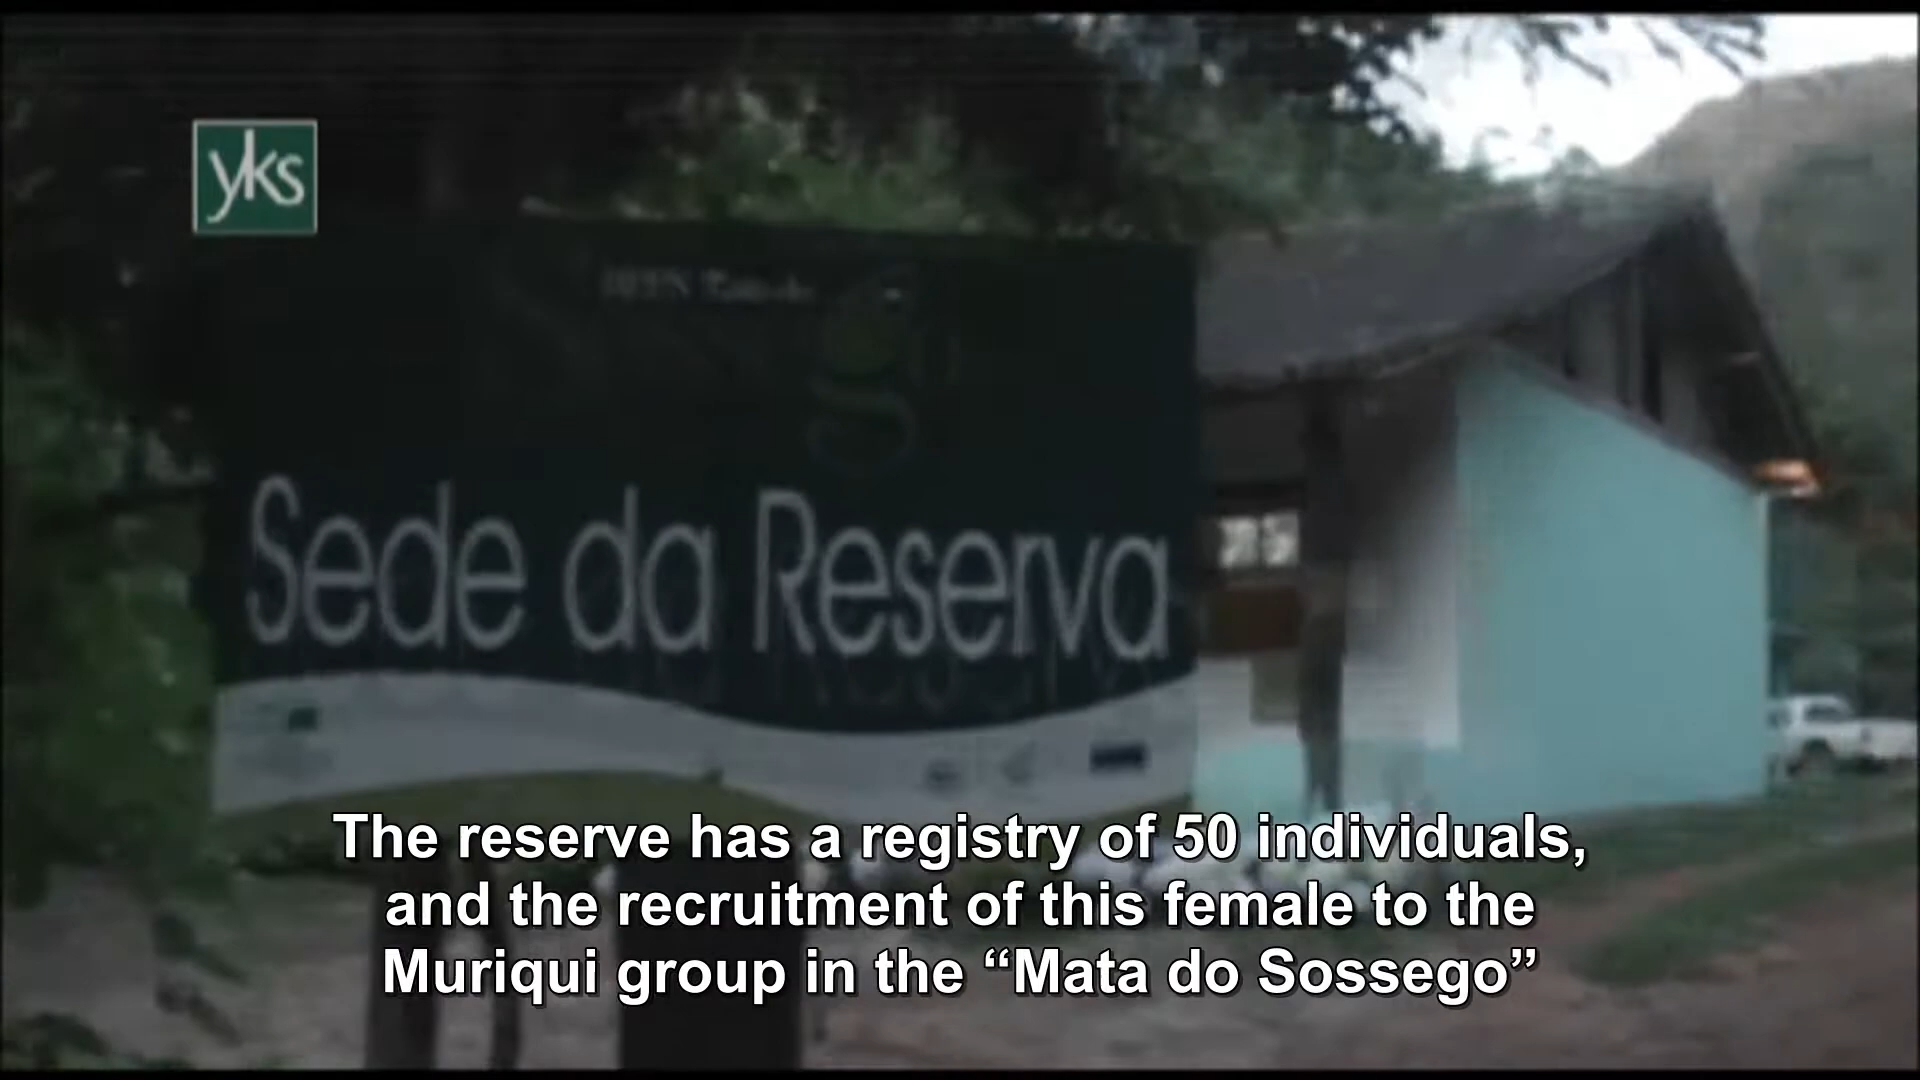 yks
Sede da Reserva
The reserve has a registry of 50 individuals,
and the recruitment of this female to the
Muriqui group in the “Mata do Sossego”